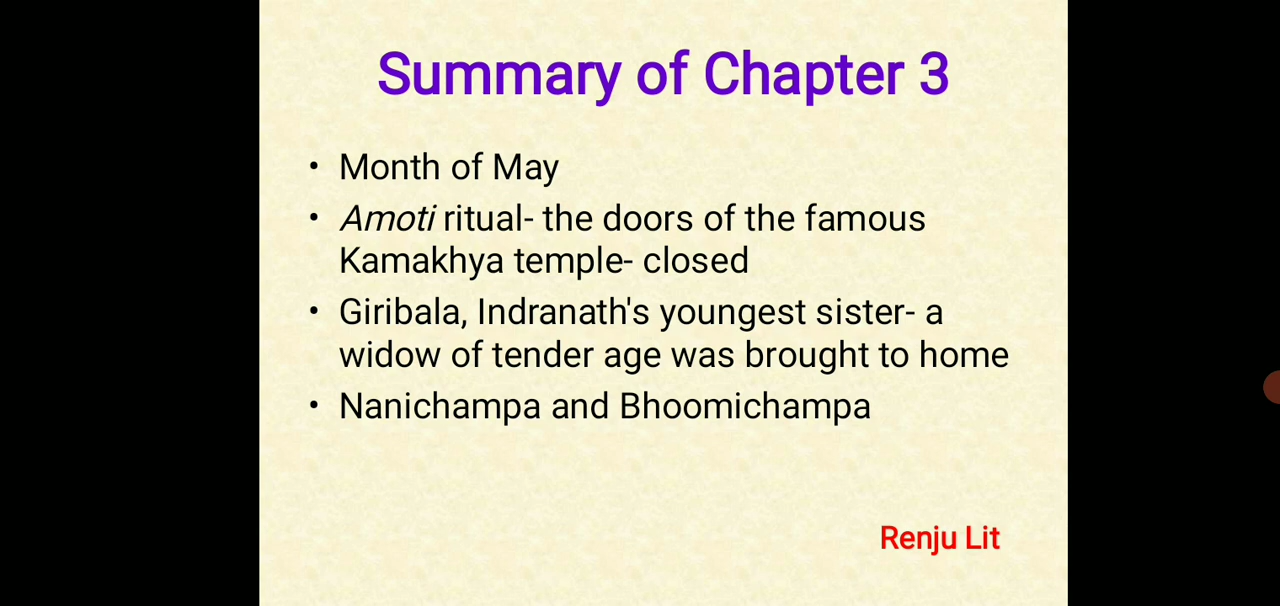 Summary of Chapter 3
• Month of May
• Amoti ritual- the doors of the famous
Kamakhya temple- closed
• Giribala, Indranath's youngest sister- a
widow of tender age was brought to home
• Nanichampa and Bhoomichampa
Renju Lit